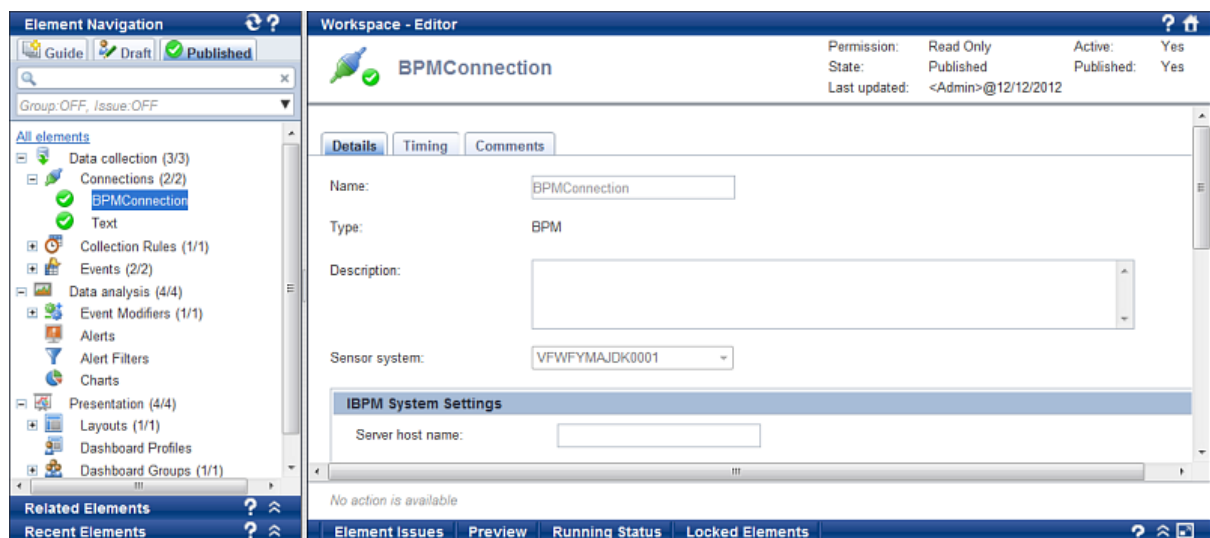 Element Navigation
Guide Draft Published
Group:OFF, Issue:OFF
All elements
Data collection (3/3)
Connections (2/2)
BPMConnection
Text
Collection Rules (1/1)
Events (2/2)
Data analysis (4/4)
Event Modifiers (1/1)
Alerts
Alert Filters
Charts
Presentation (4/4)
Layouts (1/1)
Dashboard Profiles
Dashboard Groups (1/1)
Related Elements
Recent Elements
Workspace - Editor
BPMConnection
Permission: Read Only Active: Yes
State: Published Published: Yes
Last updated: <Admin>@12/12/2012
Details Timing Comments
Name: BPMConnection
Type: BPM
Description:
Sensor system: VFWFYMAJDK0001
IBPM System Settings
Server host name:
No action is available
Element Issues Preview Running Status Locked Elements